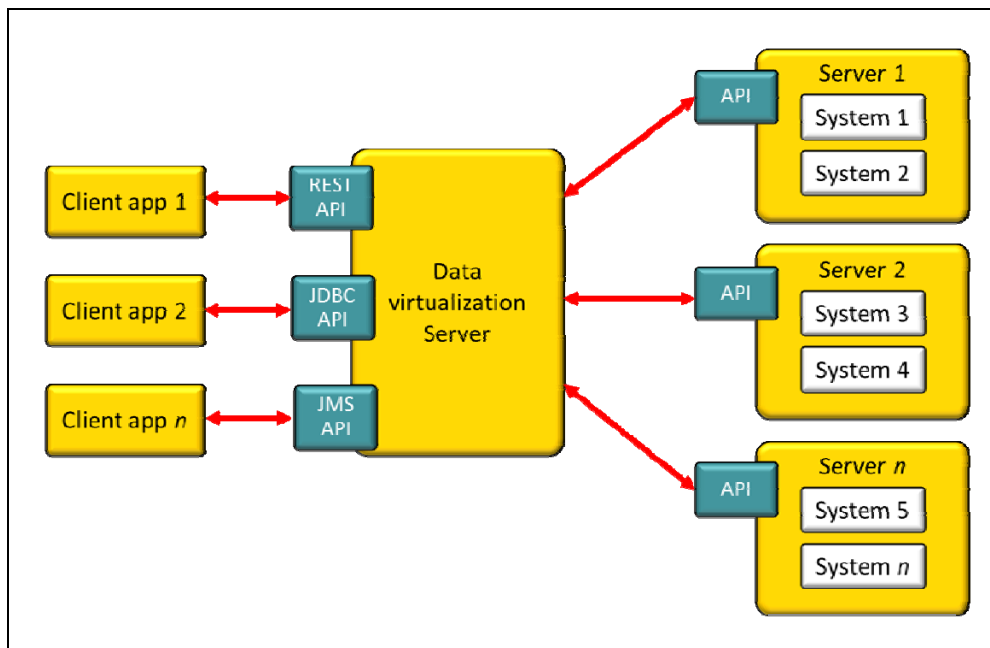 Client app 1
Client app 2
Client app n
REST
API
JDBC
API
JMS
API
Data
virtualization
Server
API
Server 1
System 1
System 2
API
Server 2
System 3
System 4
API
Server n
System 5
System n